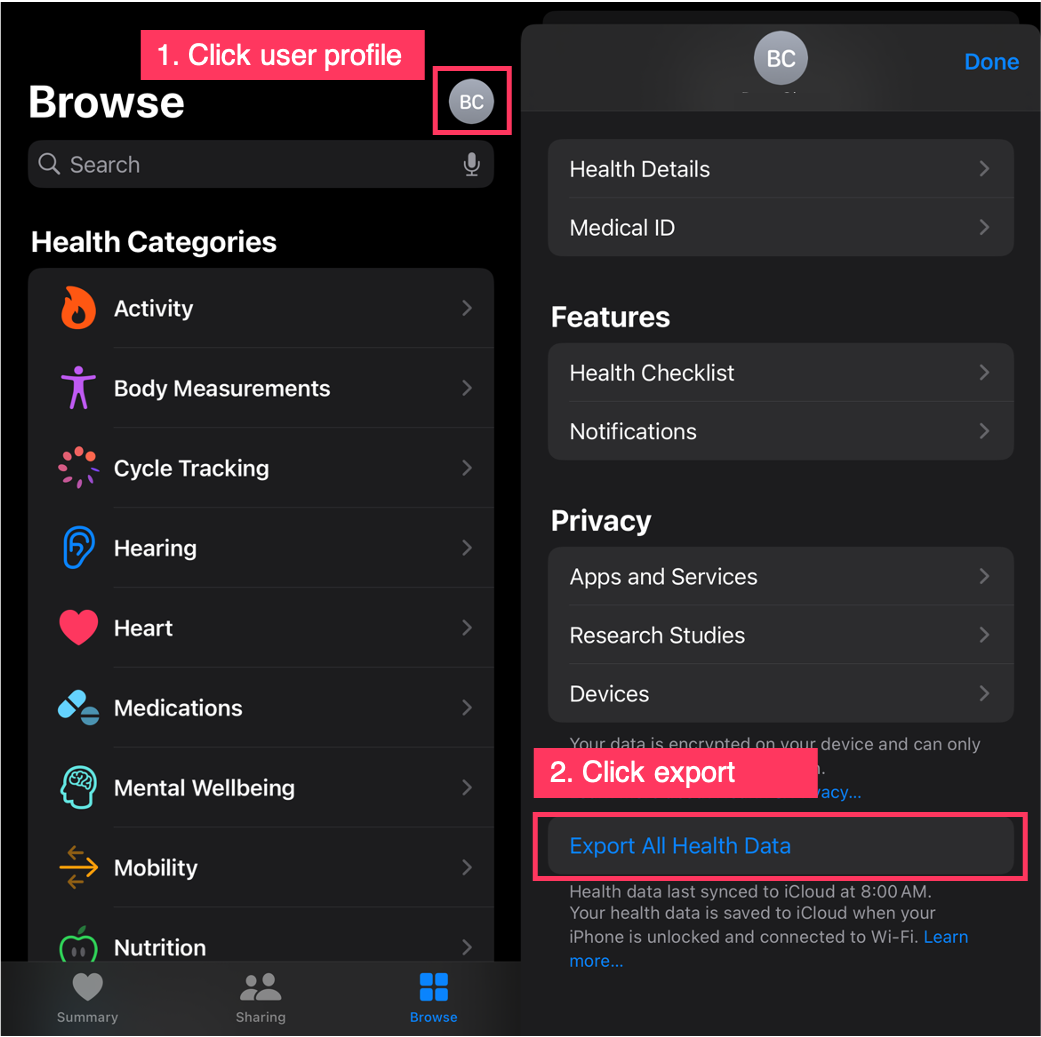 1. Click user profile
Browse
BC
Search
Health Categories
Activity
Body Measurements
Cycle Tracking
Hearing
Heart
Medications
Mental Wellbeing
Mobility
Nutrition
Summary
Sharing
Browse
BC
Done
Health Details
Medical ID
Features
Health Checklist
Notifications
Privacy
Apps and Services
Research Studies
Devices
Your data is encrypted on your device and can only
2. Click export
Export All Health Data
Health data last synced to iCloud at 8:00 AM.
Your health data is saved to iCloud when your
iPhone is unlocked and connected to Wi-Fi. Learn
more...